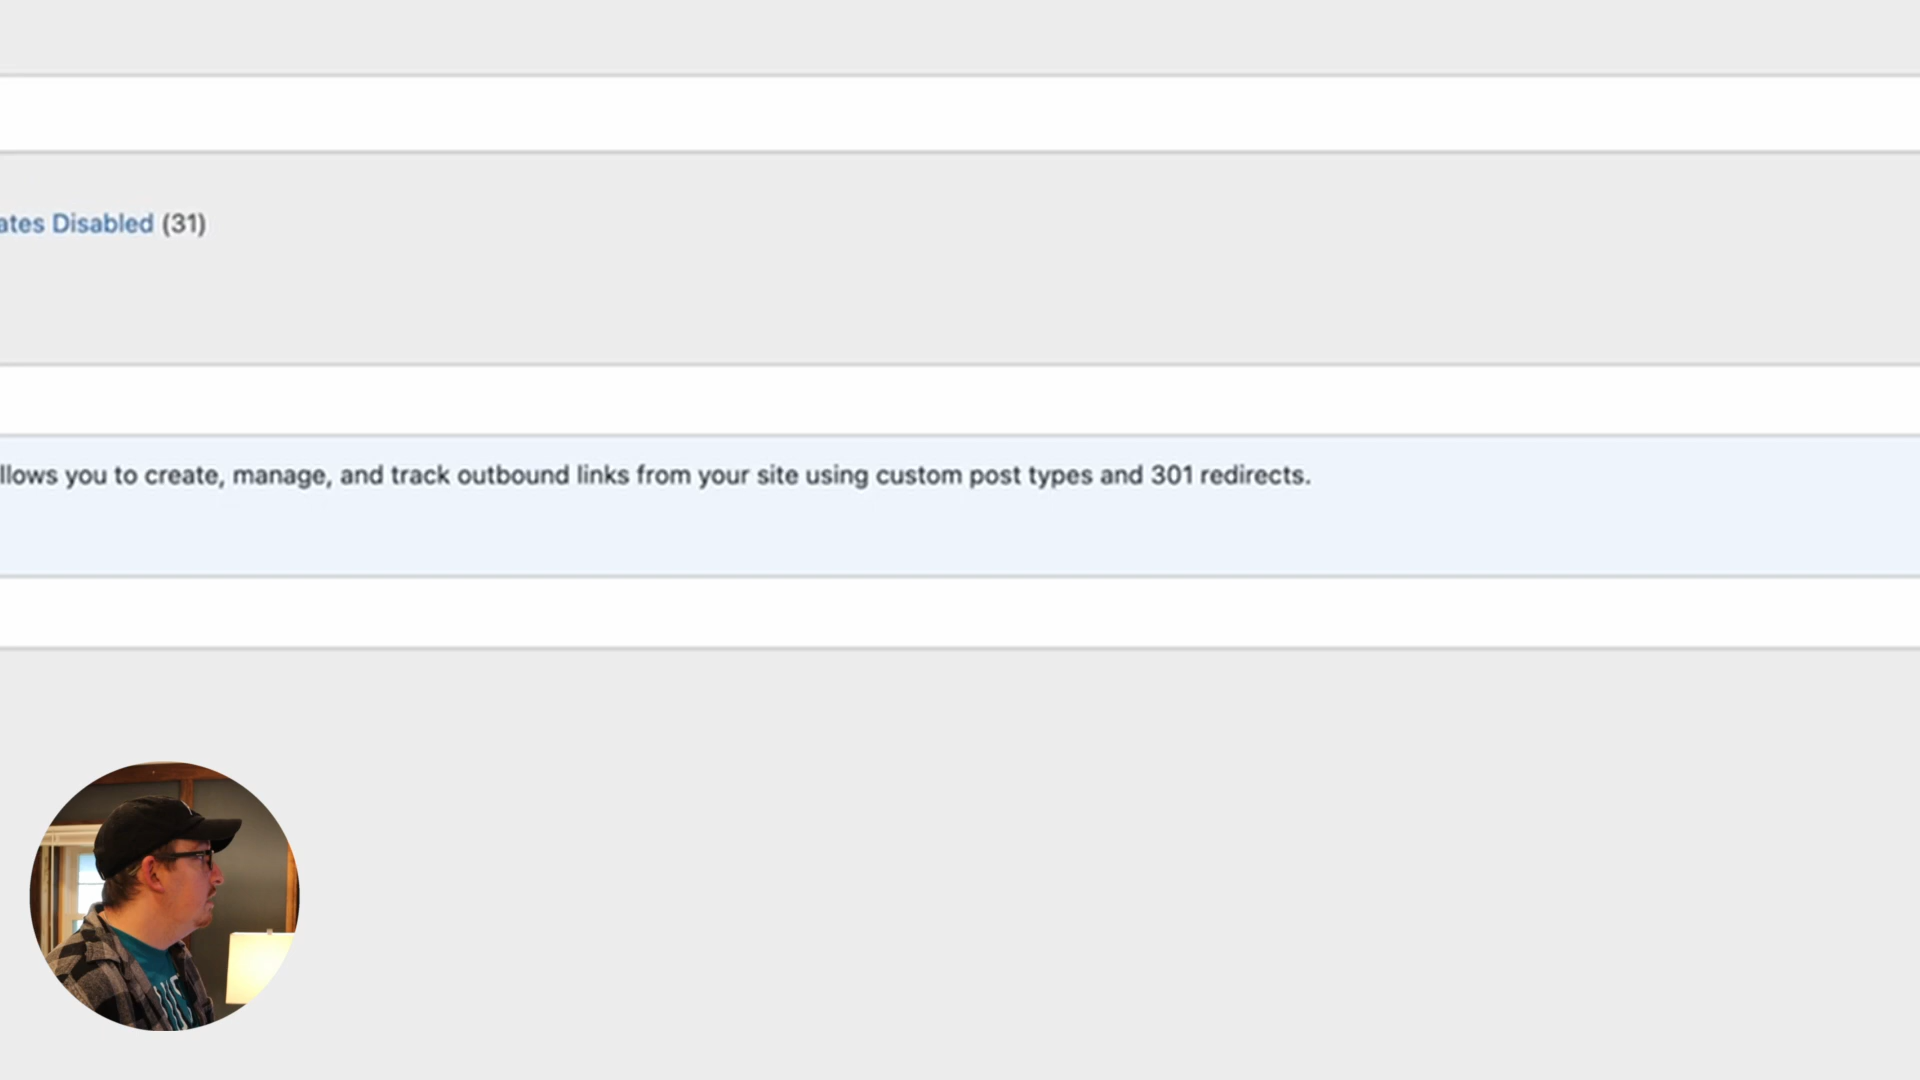 ates Disabled (31)
llows you to create, manage, and track outbound links from your site using custom post types and 301 redirects.